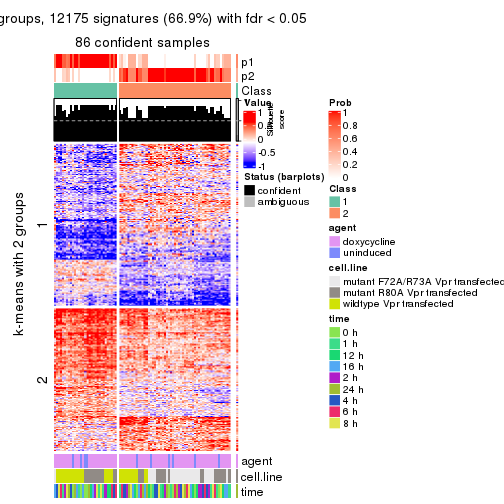 groups, 12175 signatures (66.9%) with fdr < 0.05
86 confident samples
p1
p2
Class
Silhouette score
k-means with 2 groups
1
2
agent
cell.line
time
Value
1
0.5
0
-0.5
-1
Status (barplots)
confident
ambiguous
Prob
1
0.8
0.6
0.4
0.2
0
Class
1
2
agent
doxycycline
uninduced
cell.line
mutant F72A/R73A Vpr transfected
mutant R80A Vpr transfected
wildtype Vpr transfected
time
0 h
1 h
12 h
16 h
2 h
24 h
4 h
6 h
8 h